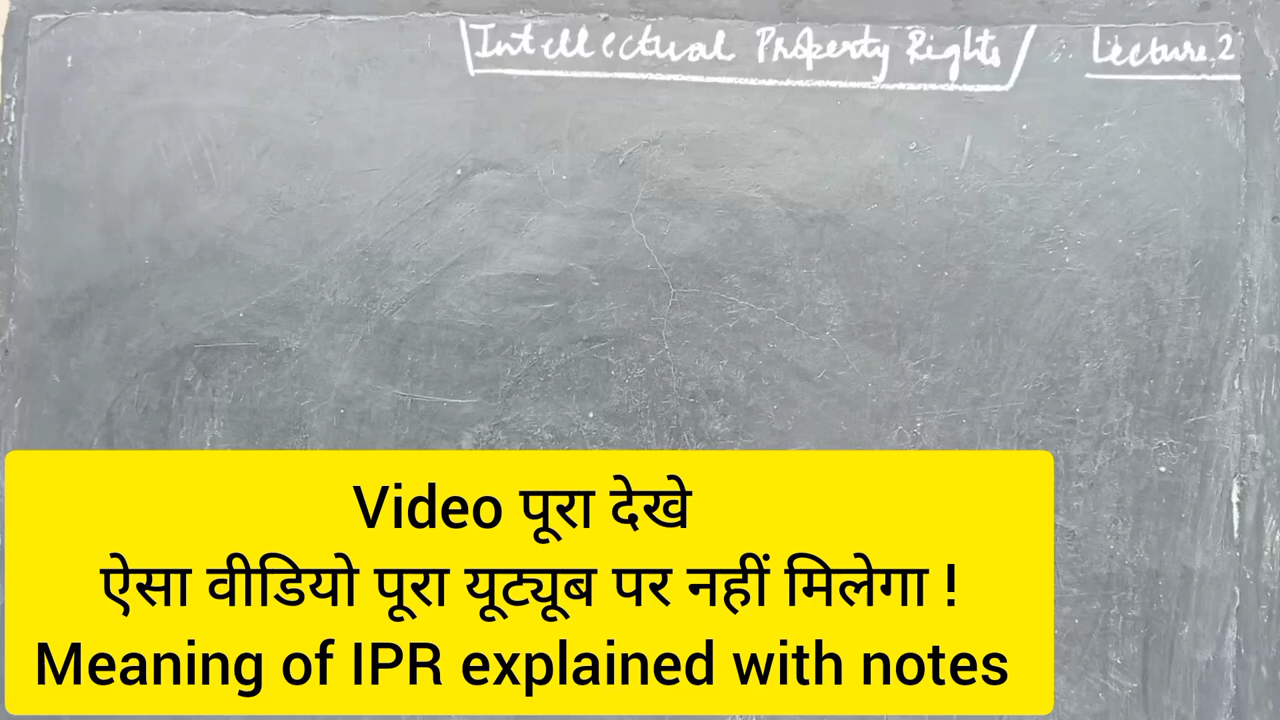 Intellectual Property Rights Lecture.2
Video पूरा देखे
ऐसा वीडियो पूरा यूट्यूब पर नहीं मिलेगा !
Meaning of IPR explained with notes